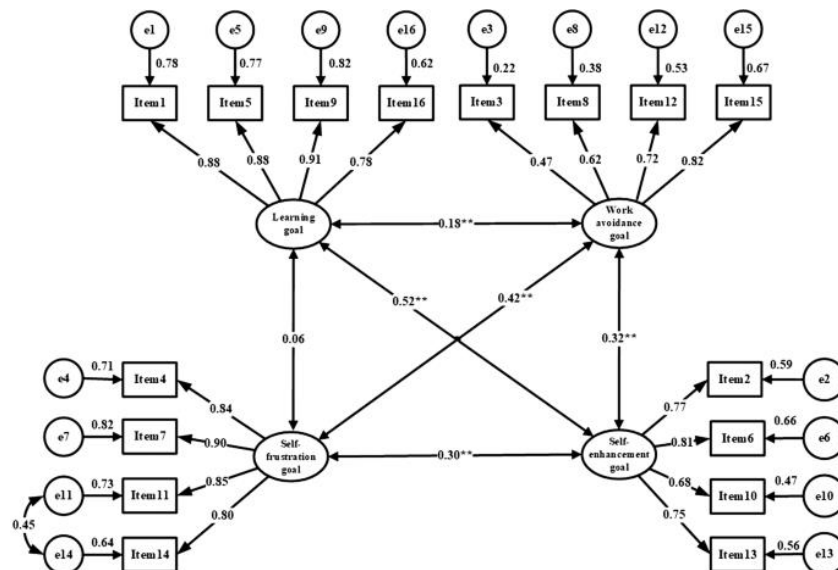 e1
e5
e9
e16
e3
e8
e12
e15
0.78
0.77
0.82
0.62
0.22
0.38
0.53
0.67
Item1
Item5
Item9
Item16
Item3
Item8
Item12
Item15
0.88
0.88
0.91
0.78
0.47
0.62
0.72
0.82
Learning
goal
0.18**
Work
avoidance
goal
0.52**
0.42**
0.06
0.32**
e4
0.71
Item4
0.84
e7
0.82
Item7
0.90
e11
0.73
Item11
0.85
0.45
e14
0.64
Item14
0.80
Self-
frustration
goal
0.30**
Self-
enhancement
goal
0.77
Item2
0.59
e2
0.81
Item6
0.66
e6
0.68
Item10
0.47
e10
0.75
Item13
0.56
e13